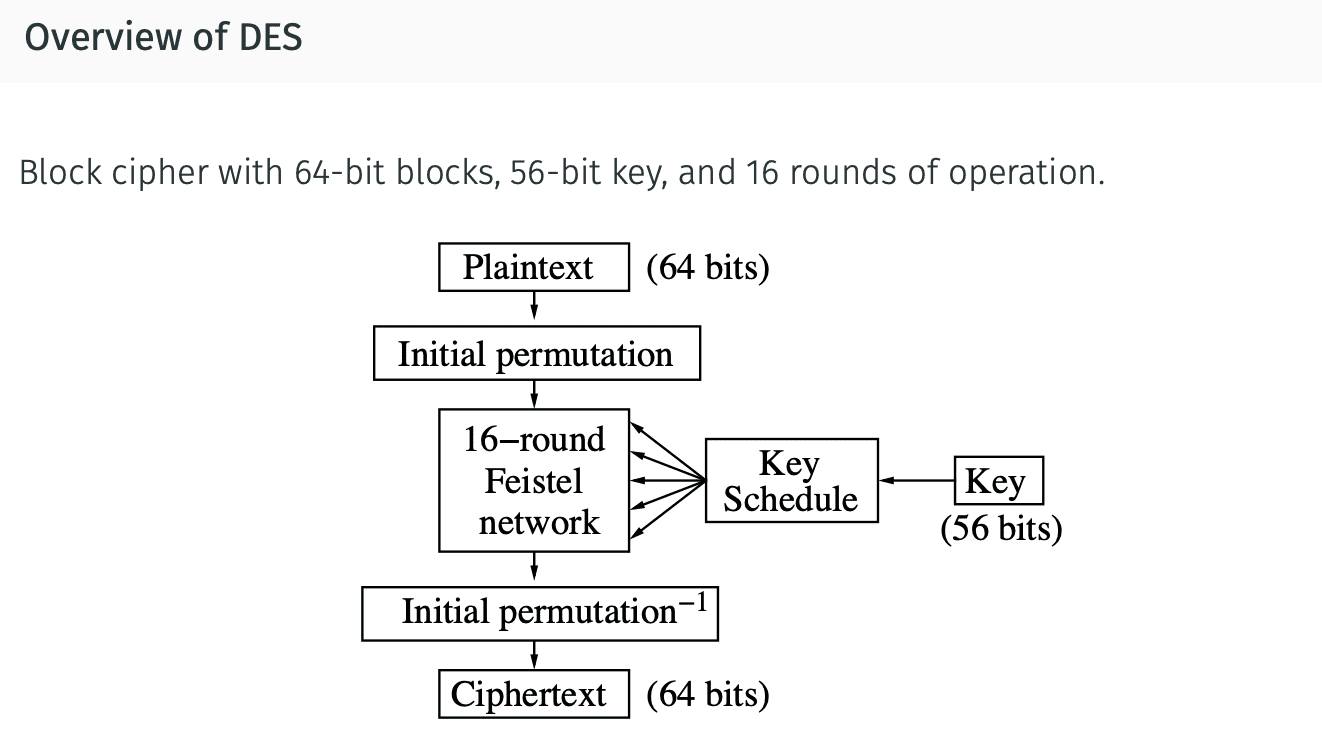 Overview of DES
Block cipher with 64-bit blocks, 56-bit key, and 16 rounds of operation.
Plaintext (64 bits)
Initial permutation
16–round
Feistel
network
Key
Schedule
Key
(56 bits)
Initial permutation⁻¹
Ciphertext (64 bits)